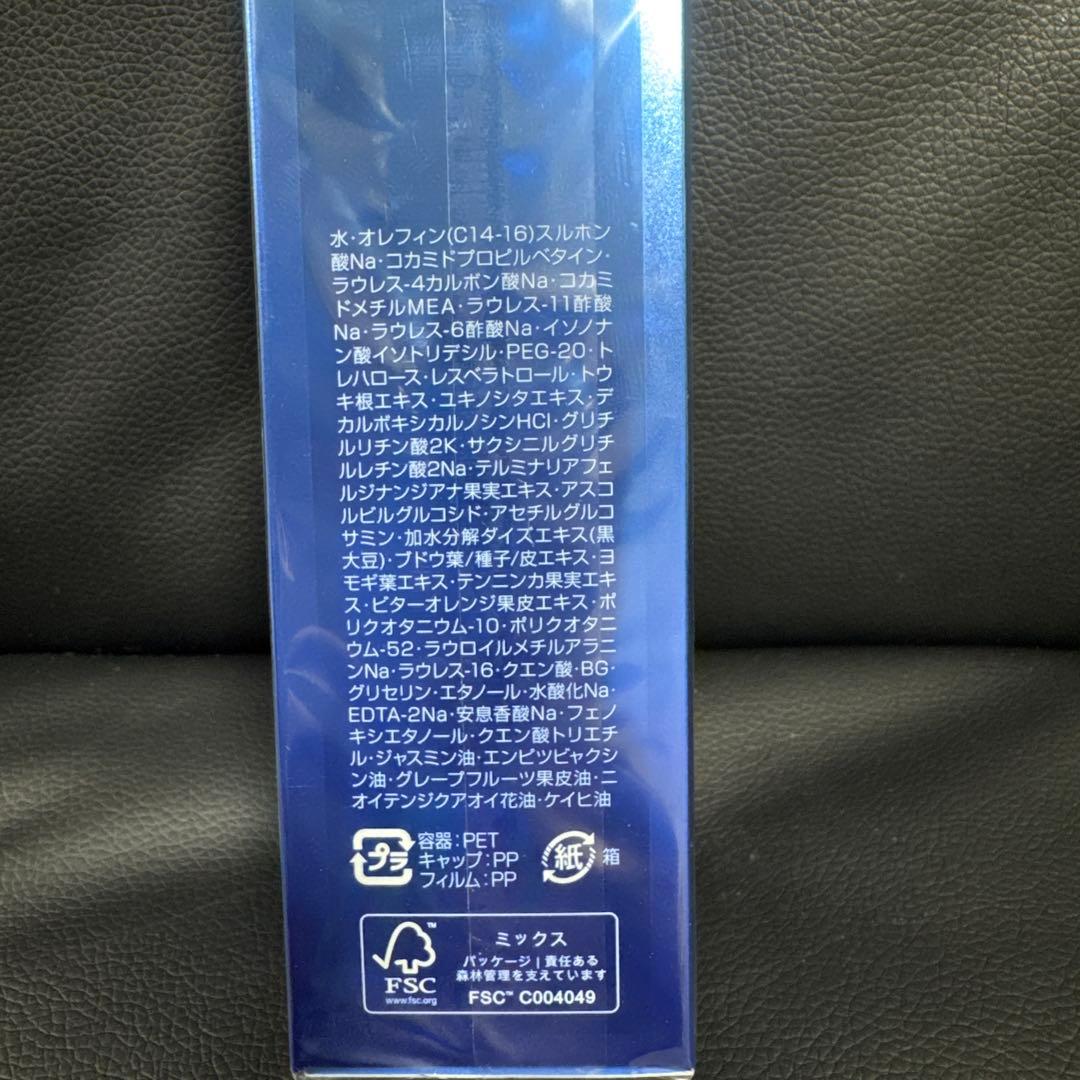 水・オレフィン(C14-16)スルホン
酸Na・コカミドプロピルベタイン・
ラウレス-4カルボン酸Na・コカミ
ドメチルMEA・ラウレス-11酢酸
Na・ラウレス-6酢酸Na・イソノナ
ン酸イソトリデシル・PEG-20・ト
レハロース・レスベラトロール・トウ
キ根エキス・ユキノシタエキス・デ
カルボキシカルノシンHCl・グリチ
ルリチン酸2K・サクシニルグリチ
ルレチン酸2Na・テルミナリアフェ
ルジナンジアナ果実エキス・アスコ
ルビルグルコシド・アセチルグルコ
サミン・加水分解ダイズエキス(黒
大豆)・ブドウ葉/種子/皮エキス・ヨ
モギ葉エキス・テンニンカ果実エキ
ス・ビターオレンジ果皮エキス・ポ
リクオタニウム-10・ポリクオタニ
ウム-52・ラウロイルメチルアラニ
ンNa・ラウレス-16・クエン酸・BG・
グリセリン・エタノール・水酸化Na・
EDTA-2Na・安息香酸Na・フェノ
キシエタノール・クエン酸トリエチ
ル・ジャスミン油・エンピツビャクシ
ン油・グレープフルーツ果皮油・ニ
オイテンジクアオイ花油・ケイヒ油
プラ 容器:PET
キャップ:PP
フィルム:PP
紙 箱
FSC™
www.fsc.org
ミックス
パッケージ | 責任ある
森林管理を支えています
FSC™ C004049